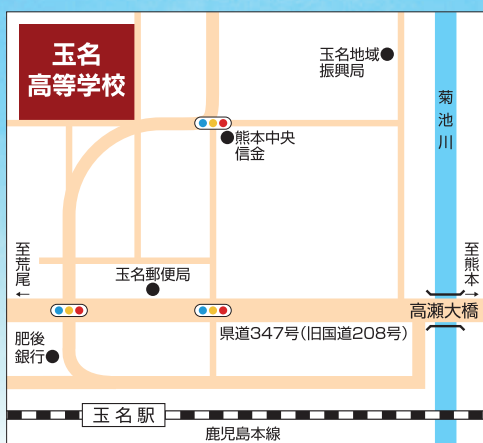 玉名
高等学校
玉名地域
振興局
菊池川
熊本中央
信金
至荒尾
←
至熊本
→
玉名郵便局
高瀬大橋
県道347号(旧国道208号)
肥後
銀行
玉名駅
鹿児島本線